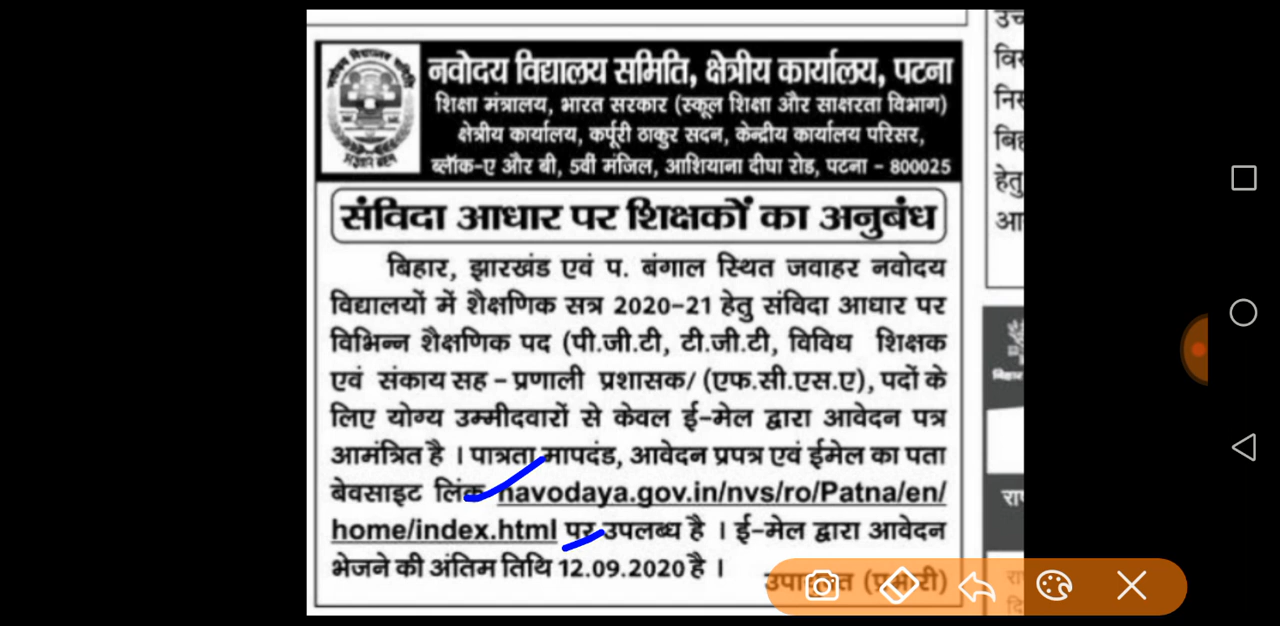 नवोदय विद्यालय समिति, क्षेत्रीय कार्यालय, पटना
शिक्षा मंत्रालय, भारत सरकार (स्कूल शिक्षा और साक्षरता विभाग)
क्षेत्रीय कार्यालय, कर्पूरी ठाकुर सदन, केन्द्रीय कार्यालय परिसर,
ब्लॉक-ए और बी, 5वी मंजिल, आशियाना दीघा रोड, पटना - 800025
संविदा आधार पर शिक्षकों का अनुबंध
बिहार, झारखंड एवं प. बंगाल स्थित जवाहर नवोदय
विद्यालयों में शैक्षणिक सत्र 2020-21 हेतु संविदा आधार पर
विभिन्न शैक्षणिक पद (पी.जी.टी, टी.जी.टी, विविध शिक्षक
एवं संकाय सह - प्रणाली प्रशासक/ (एफ.सी.एस.ए), पदों के
लिए योग्य उम्मीदवारों से केवल ई-मेल द्वारा आवेदन पत्र
आमंत्रित है । पात्रता मापदंड, आवेदन प्रपत्र एवं ईमेल का पता
बेवसाइट लिंक navodaya.gov.in/nvs/ro/Patna/en/
home/index.html पर उपलब्ध है । ई-मेल द्वारा आवेदन
भेजने की अंतिम तिथि 12.09.2020 है ।
हेतु